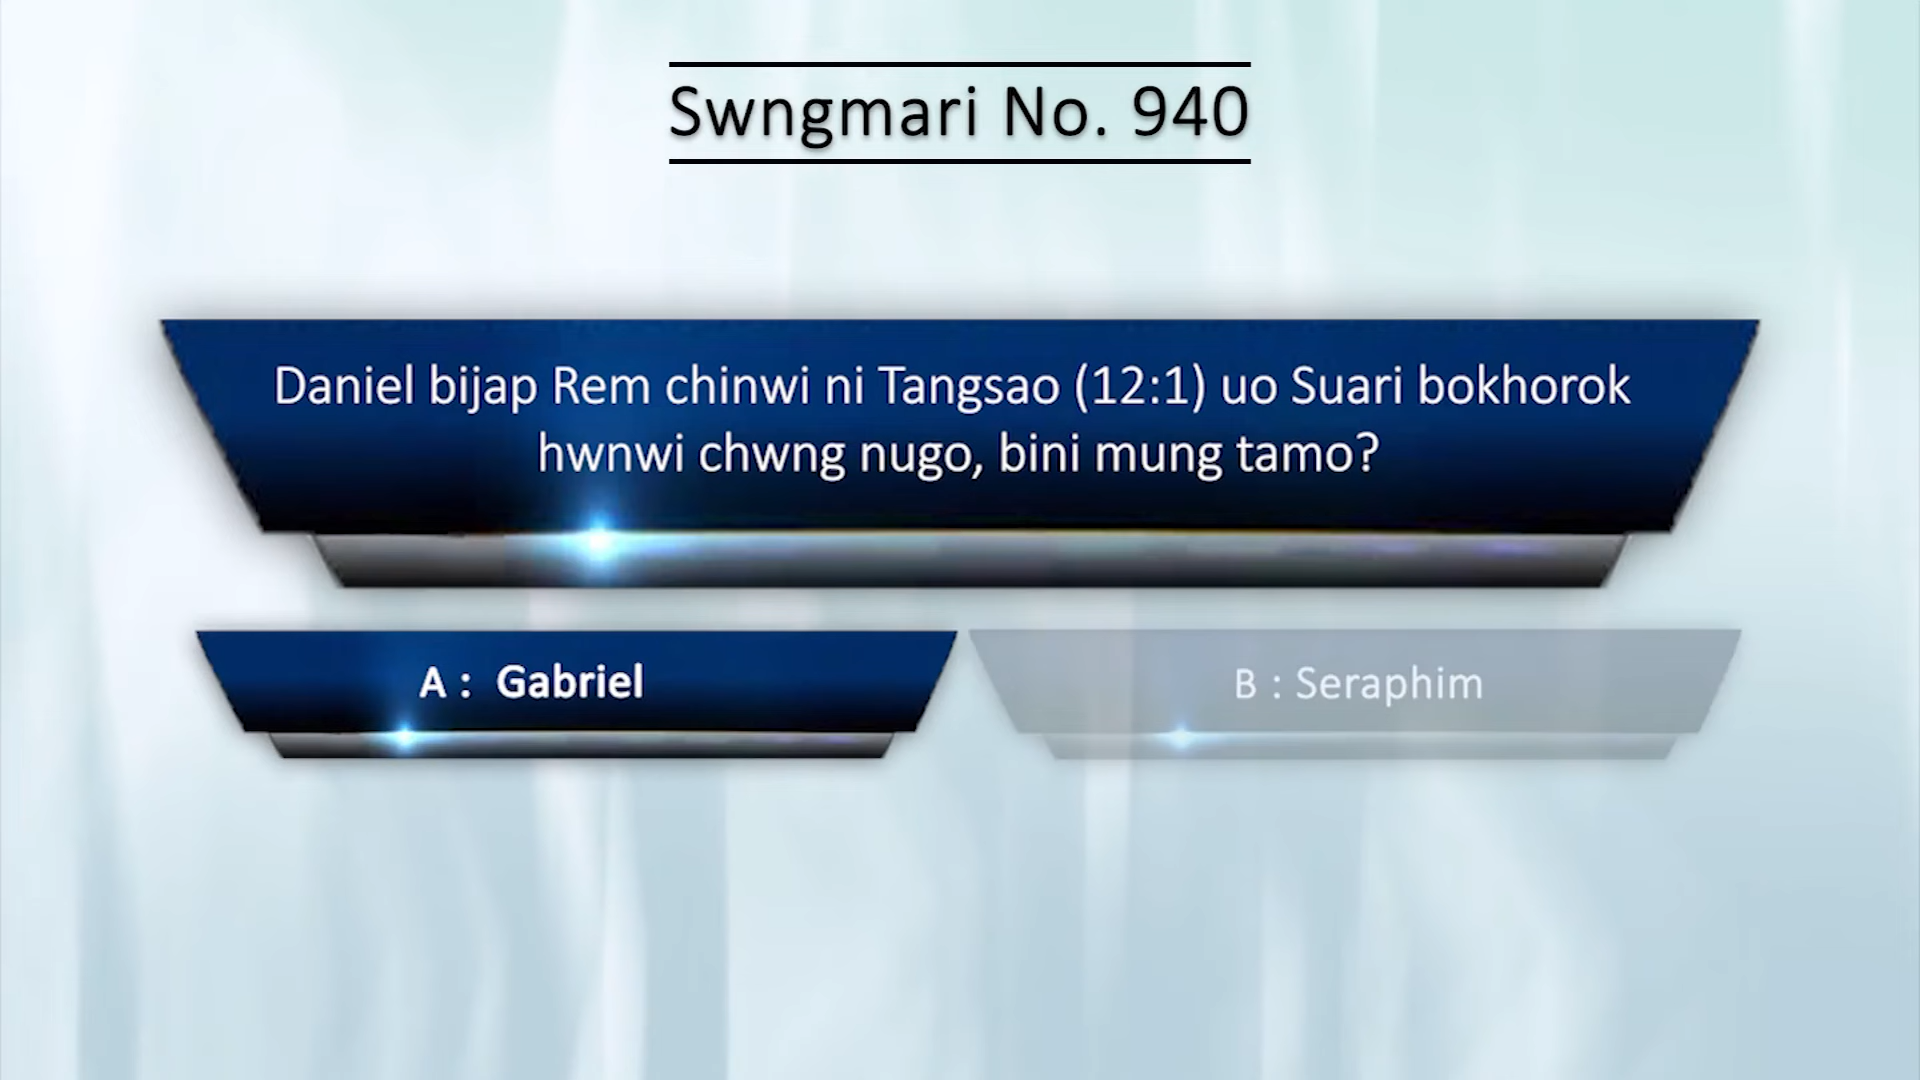 Swngmari No. 940
Daniel bijap Rem chinwi ni Tangsao (12:1) uo Suari bokhorok
hwnwi chwng nugo, bini mung tamo?
A : Gabriel
B : Seraphim